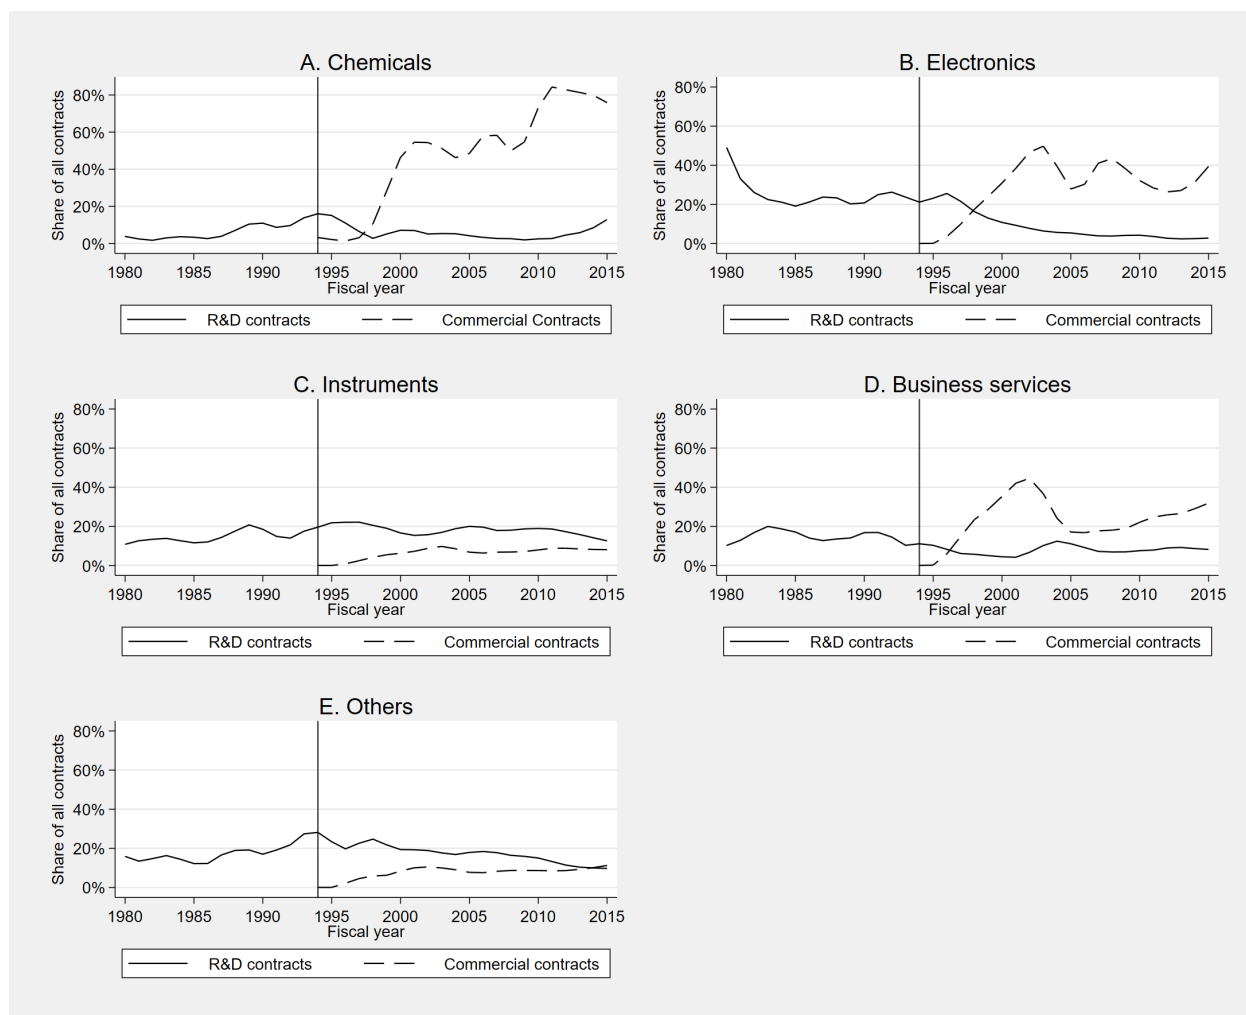 A. Chemicals
Share of all contracts
80%
60%
40%
20%
0%
1980 1985 1990 1995 2000 2005 2010 2015
Fiscal year
R&D contracts Commercial Contracts
B. Electronics
Share of all contracts
80%
60%
40%
20%
0%
1980 1985 1990 1995 2000 2005 2010 2015
Fiscal year
R&D contracts Commercial contracts
C. Instruments
Share of all contracts
80%
60%
40%
20%
0%
1980 1985 1990 1995 2000 2005 2010 2015
Fiscal year
R&D contracts Commercial contracts
D. Business services
Share of all contracts
80%
60%
40%
20%
0%
1980 1985 1990 1995 2000 2005 2010 2015
Fiscal year
R&D contracts Commercial contracts
E. Others
Share of all contracts
80%
60%
40%
20%
0%
1980 1985 1990 1995 2000 2005 2010 2015
Fiscal year
R&D contracts Commercial contracts